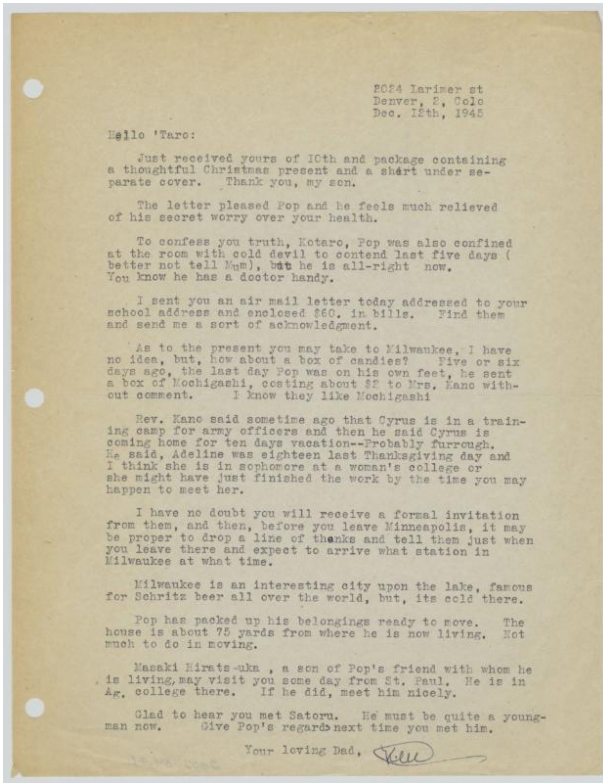 2024 Larimer st
Denver, 2, Colo
Dec. 12th, 1945
Hello 'Taro:
Just received yours of 10th and package containing
a thoughtful Christmas present and a shirt under se-
parate cover. Thank you, my son.
The letter pleased Pop and he feels much relieved
of his secret worry over your health.
To confess you truth, Kotaro, Pop was also confined
at the room with cold devil to contend last five days (
better not tell Mum), but he is all-right now.
You know he has a doctor handy.
I sent you an air mail letter today addressed to your
school address and enclosed $60. in bills. Find them
and send me a sort of acknowledgment.
As to the present you may take to Milwaukee, I have
no idea, but, how about a box of candies? Five or six
days ago, the last day Pop was on his own feet, he sent
a box of Mochigashi, costing about $2 to Mrs. Kano with-
out comment. I know they like Mochigashi
Rev. Kano said sometime ago that Cyrus is in a train-
ing camp for army officers and then he said Cyrus is
coming home for ten days vacation--Probably furrough.
He said, Adeline was eighteen last Thanksgiving day and
I think she is in sophomore at a woman's college or
she might have just finished the work by the time you may
happen to meet her.
I have no doubt you will receive a formal invitation
from them, and then, before you leave Minneapolis, it may
be proper to drop a line of thanks and tell them just when
you leave there and expect to arrive what station in
Milwaukee at what time.
Milwaukee is an interesting city upon the lake, famous
for Schritz beer all over the world, but, its cold there.
Pop has packed up his belongings ready to move. The
house is about 75 yards from where he is now living. Not
much to do in moving.
Masaki Hirats-uka , a son of Pop's friend with whom he
is living, may visit you some day from St. Paul. He is in
Ag. college there. If he did, meet him nicely.
Glad to hear you met Satoru. He must be quite a young-
man now. Give Pop's regards next time you met him.
Your loving Dad,